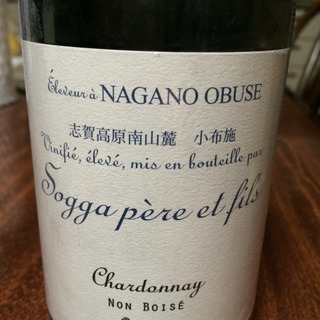 Éleveur à NAGANO OBUSE
志賀高原南山麓 小布施
Vinifié, élevé, mis en bouteille par
Sogga père et fils
Chardonnay
NON BOISÉ